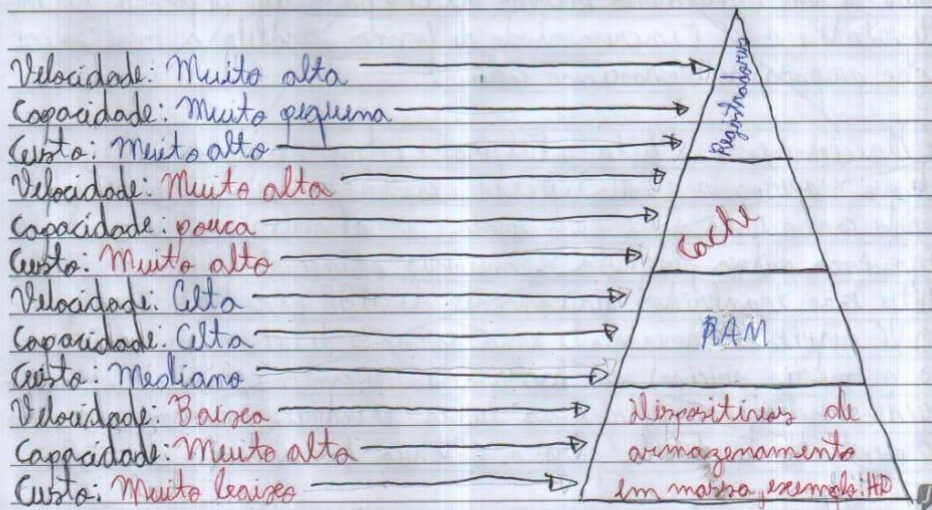 Velocidade: Muito alta
Capacidade: Muito pequena
Custo: Muito alto
Registradores
Velocidade: Muito alta
Capacidade: pouca
Custo: Muito alto
Cache
Velocidade: Alta
Capacidade: Alta
Custo: Mediano
RAM
Velocidade: Baixa
Capacidade: Muito alta
Custo: Muito baixo
Dispositivos de
armazenamento
em massa, exemplo: HD